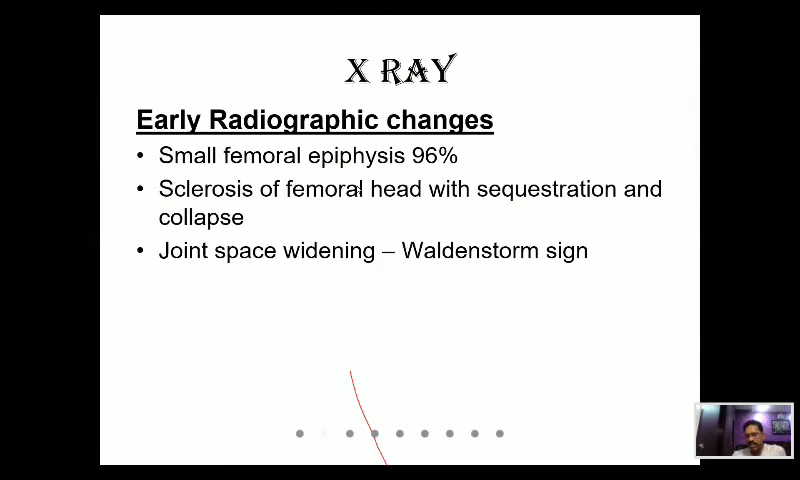 X RAY
Early Radiographic changes
• Small femoral epiphysis 96%
• Sclerosis of femoral head with sequestration and
collapse
• Joint space widening – Waldenstorm sign